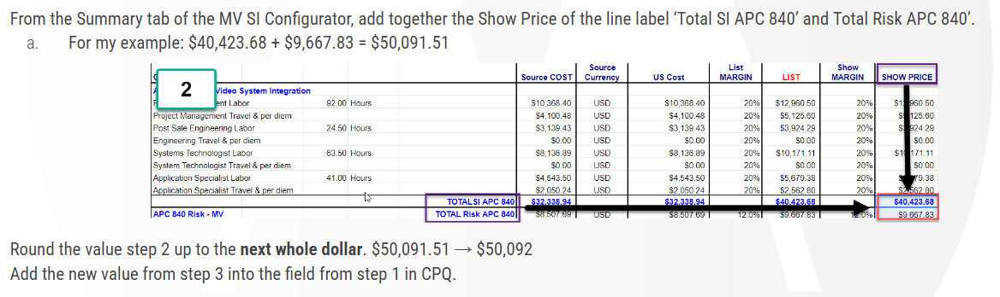 From the Summary tab of the MV SI Configurator, add together the Show Price of the line label ‘Total SI APC 840’ and Total Risk APC 840’.
a. For my example: $40,423.68 + $9,667.83 = $50,091.51
Source COST Source Currency US Cost List MARGIN LIST Show MARGIN SHOW PRICE
2
Video System Integration
Labor 92.00 Hours $10,368.40 USD $10,368.40 20% $12,960.50 20% 960.50
Project Management Travel & per diem $4,100.48 USD $4,100.48 20% $5,125.60 20% 125.60
Post Sale Engineering Labor 24.50 Hours $3,139.43 USD $3,139.43 20% $3,924.29 20% 924.29
Engineering Travel & per diem $0.00 USD $0.00 20% $0.00 20% $0.00
Systems Technologist Labor 63.50 Hours $8,136.89 USD $8,136.89 20% $10,171.11 20% 171.11
System Technologist Travel & per diem $0.00 USD $0.00 20% $0.00 20% $0.00
Application Specialist Labor 41.00 Hours $4,543.50 USD $4,543.50 20% $5,679.38 20% 79.38
Application Specialist Travel & per diem $2,050.24 USD $2,050.24 20% $2,562.80 20% $2,562.80
TOTAL SI APC 840 $32,338.94 $32,338.94 $40,423.68 $40,423.68
APC 840 Risk - MV TOTAL Risk APC 840 $8,507.69 USD $8,507.69 12.0% $9,667.83 12.0% $9,667.83
Round the value step 2 up to the next whole dollar. $50,091.51 → $50,092
Add the new value from step 3 into the field from step 1 in CPQ.